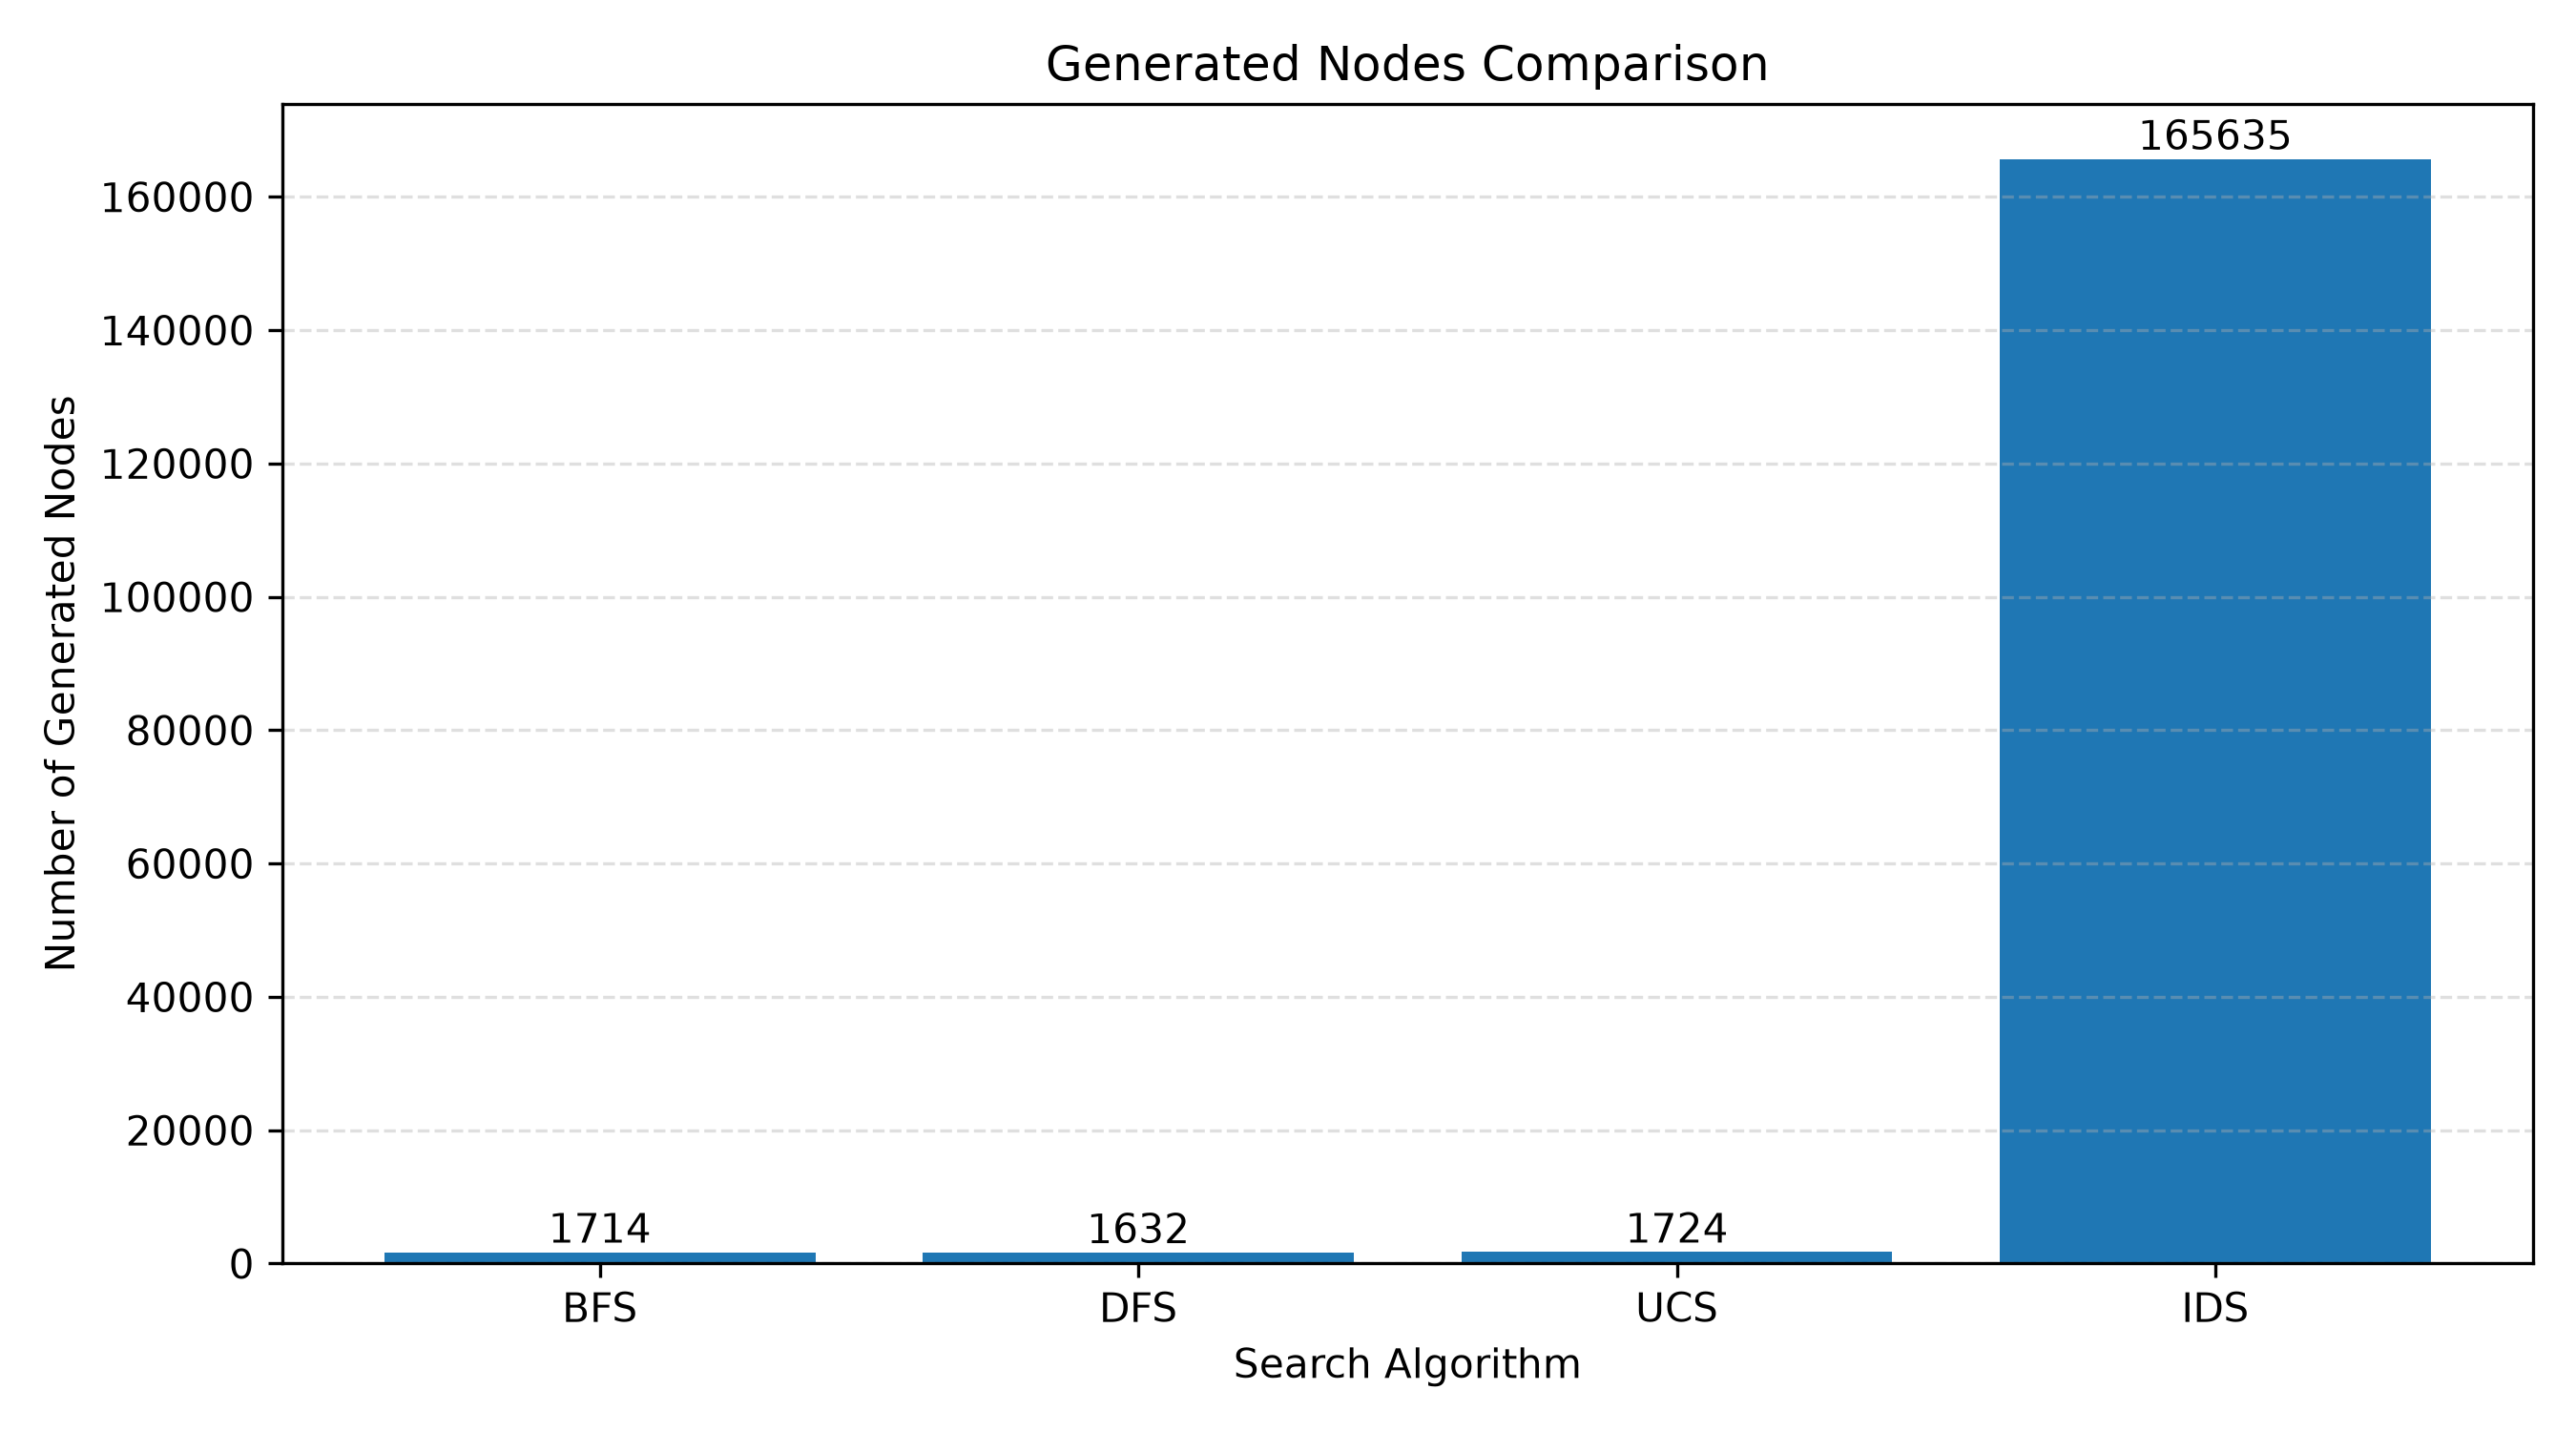 Generated Nodes Comparison
165635
160000
140000
120000
100000
80000
60000
40000
20000
0
Number of Generated Nodes
1714 1632 1724
BFS DFS UCS IDS
Search Algorithm